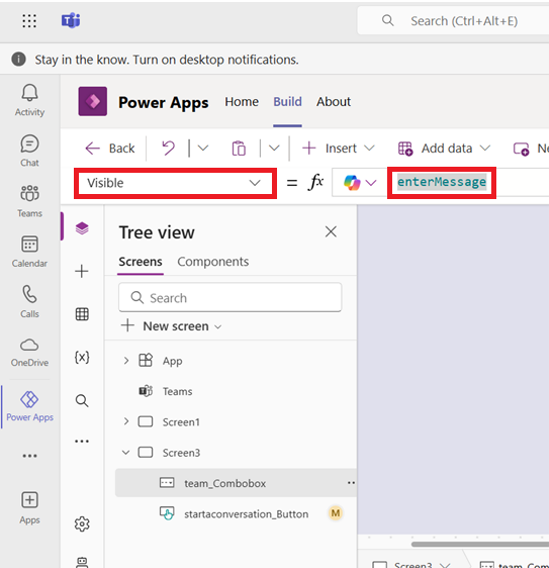 Search (Ctrl+Alt+E)
Stay in the know. Turn on desktop notifications.
Activity
Chat
Teams
Calendar
Calls
OneDrive
Power Apps
Apps
Power Apps Home Build About
Back Insert Add data
Visible = fx enterMessage
Tree view
Screens Components
Search
New screen
App
Teams
Screen1
Screen3
team_Combobox
startaconversation_Button M
Screen3